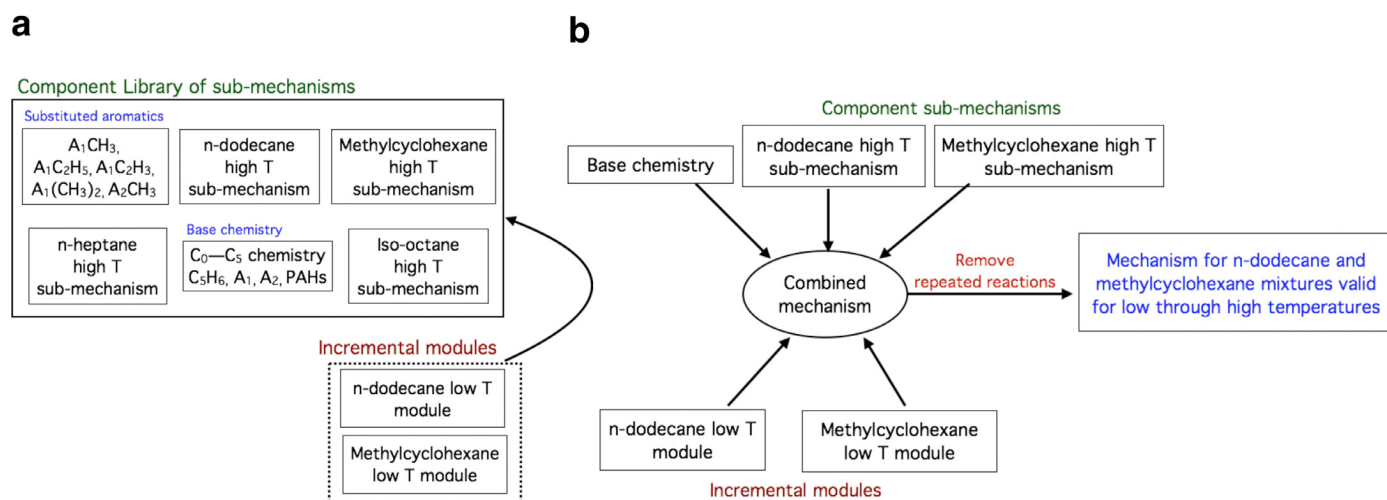 a
Component Library of sub-mechanisms
Substituted aromatics
A₁CH₃,
A₁C₂H₅, A₁C₂H₃,
A₁(CH₃)₂, A₂CH₃
n-dodecane
high T
sub-mechanism
Methylcyclohexane
high T
sub-mechanism
n-heptane
high T
sub-mechanism
Base chemistry
C₀—C₅ chemistry
C₅H₆, A₁, A₂, PAHs
Iso-octane
high T
sub-mechanism
Incremental modules
n-dodecane low T
module
Methylcyclohexane
low T module
b
Component sub-mechanisms
Base chemistry
n-dodecane high T
sub-mechanism
Methylcyclohexane high T
sub-mechanism
Combined
mechanism
Remove
repeated reactions
Mechanism for n-dodecane and
methylcyclohexane mixtures valid
for low through high temperatures
n-dodecane low T
module
Methylcyclohexane
low T module
Incremental modules